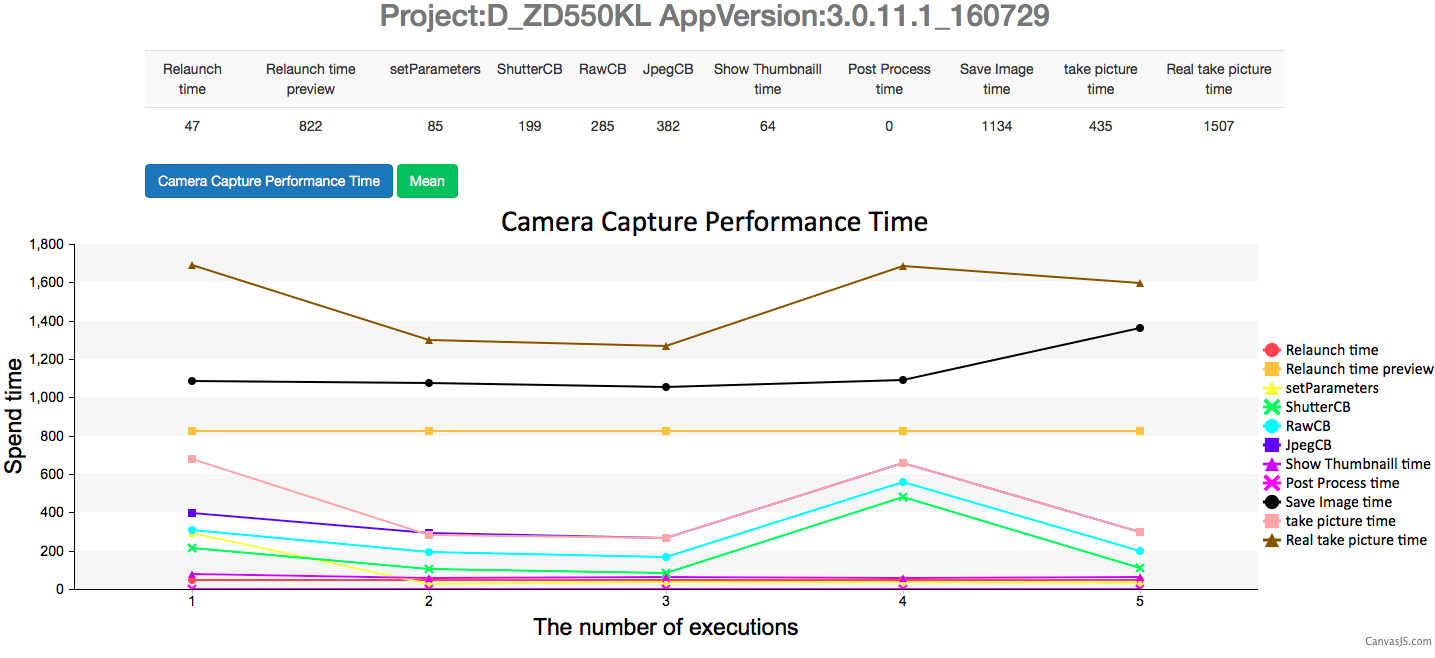 Project:D_ZD550KL AppVersion:3.0.11.1_160729
Relaunch time
Relaunch time preview
setParameters
ShutterCB
RawCB
JpegCB
Show Thumbnaill time
Post Process time
Save Image time
take picture time
Real take picture time
47 822 85 199 285 382 64 0 1134 435 1507
Camera Capture Performance Time
Mean
Camera Capture Performance Time
Spend time
1,800
1,600
1,400
1,200
1,000
800
600
400
200
0
1 2 3 4 5
The number of executions
Relaunch time
Relaunch time preview
setParameters
ShutterCB
RawCB
JpegCB
Show Thumbnaill time
Post Process time
Save Image time
take picture time
Real take picture time
CanvasJS.com